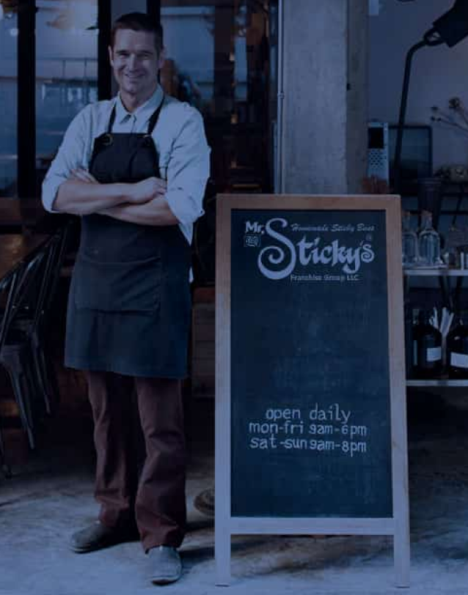 Mr. Homemade Sticky Buns
Sticky's
Franchise Group LLC.
open daily
mon-fri 9am-6pm
sat-sun 9am-8pm